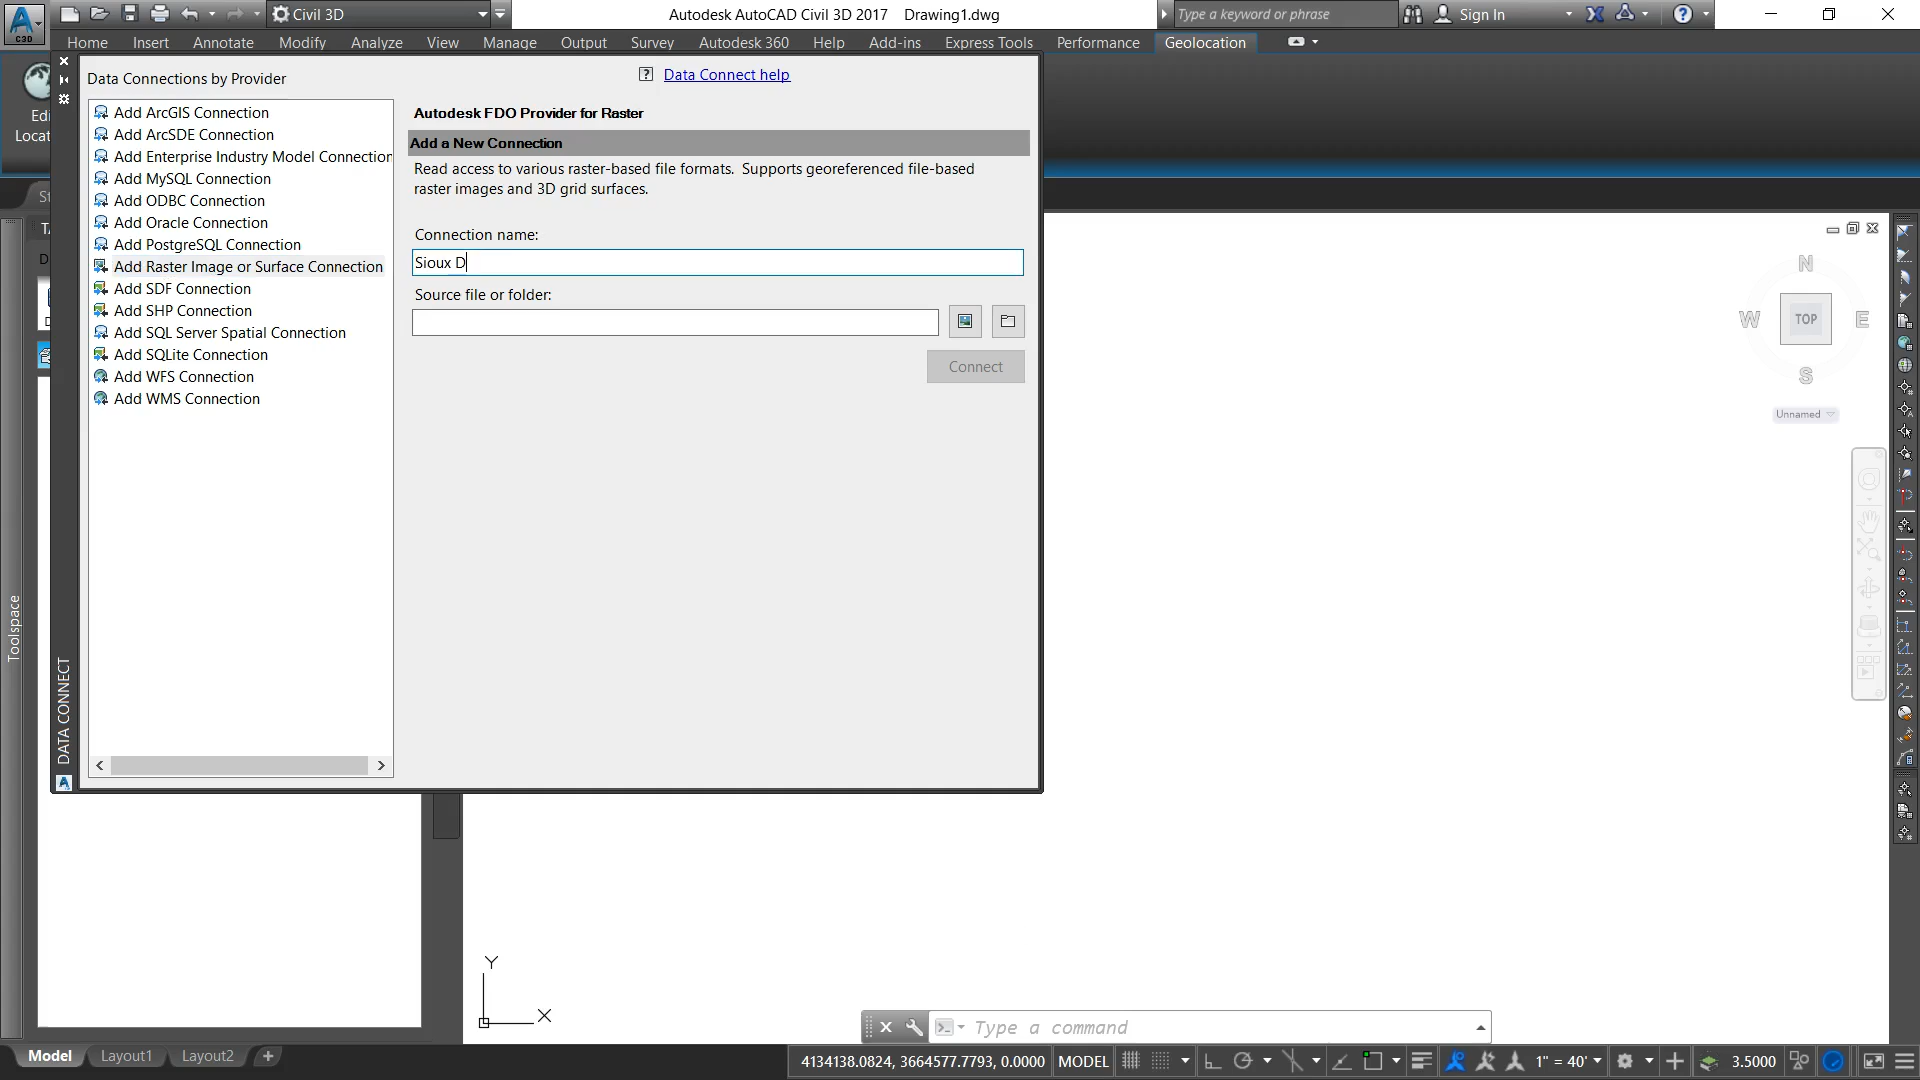 Civil 3D
Autodesk AutoCAD Civil 3D 2017 Drawing1.dwg
Type a keyword or phrase
Sign In
C3D
Home Insert Annotate Modify Analyze View Manage Output Survey Autodesk 360 Help Add-ins Express Tools Performance Geolocation
Data Connections by Provider
Data Connect help
Edi
Locat
Add ArcGIS Connection
Add ArcSDE Connection
Add Enterprise Industry Model Connection
Add MySQL Connection
Add ODBC Connection
Add Oracle Connection
Add PostgreSQL Connection
Add Raster Image or Surface Connection
Add SDF Connection
Add SHP Connection
Add SQL Server Spatial Connection
Add SQLite Connection
Add WFS Connection
Add WMS Connection
Autodesk FDO Provider for Raster
Add a New Connection
Read access to various raster-based file formats. Supports georeferenced file-based
raster images and 3D grid surfaces.
Connection name:
Sioux D
Source file or folder:
Connect
N
W
TOP
E
S
Unnamed
Toolspace
DATA CONNECT
Y
X
Type a command
Model
Layout1
Layout2
4134138.0824, 3664577.7793, 0.0000
MODEL
1" = 40'
3.5000